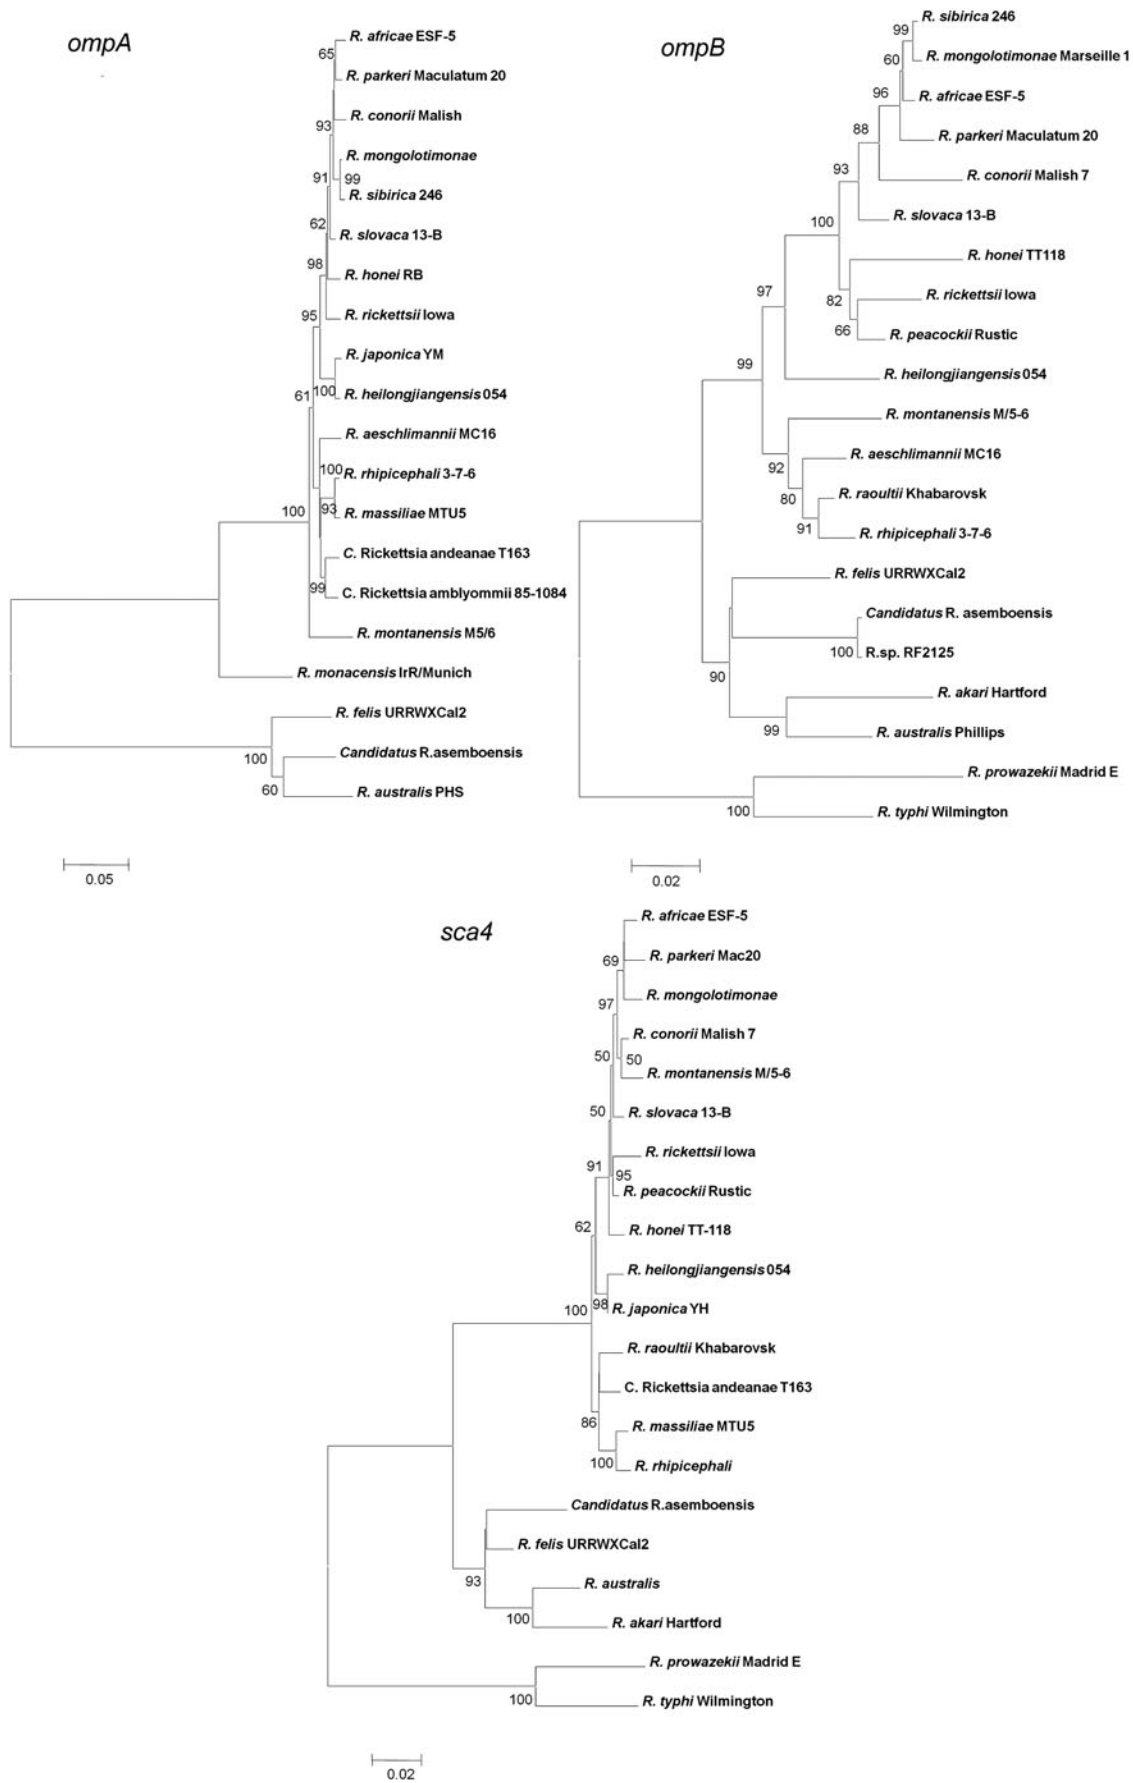 ompA
65
R. africae ESF-5
R. parkeri Maculatum 20
R. conorii Malish
93
R. mongolotimonae
91
99
R. sibirica 246
62
R. slovaca 13-B
98
R. honei RB
95
R. rickettsii Iowa
R. japonica YM
61
100
R. heilongjiangensis 054
R. aeschlimannii MC16
100
R. rhipicephali 3-7-6
100
93
R. massiliae MTU5
C. Rickettsia andeanae T163
99
C. Rickettsia amblyommii 85-1084
R. montanensis M5/6
R. monacensis IrR/Munich
R. felis URRWXCal2
100
Candidatus R.asemboensis
60
R. australis PHS
0.05
ompB
R. sibirica 246
99
R. mongolotimonae Marseille 1
60
96
R. africae ESF-5
88
R. parkeri Maculatum 20
93
R. conorii Malish 7
100
R. slovaca 13-B
R. honei TT118
97
82
R. rickettsii Iowa
66
R. peacockii Rustic
99
R. heilongjiangensis 054
R. montanensis M/5-6
92
R. aeschlimannii MC16
80
R. raoultii Khabarovsk
91
R. rhipicephali 3-7-6
R. felis URRWXCal2
Candidatus R. asemboensis
100
R.sp. RF2125
90
R. akari Hartford
99
R. australis Phillips
R. prowazekii Madrid E
100
R. typhi Wilmington
0.02
sca4
R. africae ESF-5
69
R. parkeri Mac20
97
R. mongolotimonae
R. conorii Malish 7
50
50
R. montanensis M/5-6
50
R. slovaca 13-B
R. rickettsii Iowa
91
95
R. peacockii Rustic
62
R. honei TT-118
R. heilongjiangensis 054
100
98
R. japonica YH
R. raoultii Khabarovsk
C. Rickettsia andeanae T163
86
R. massiliae MTU5
100
R. rhipicephali
Candidatus R.asemboensis
R. felis URRWXCal2
93
R. australis
100
R. akari Hartford
R. prowazekii Madrid E
100
R. typhi Wilmington
0.02